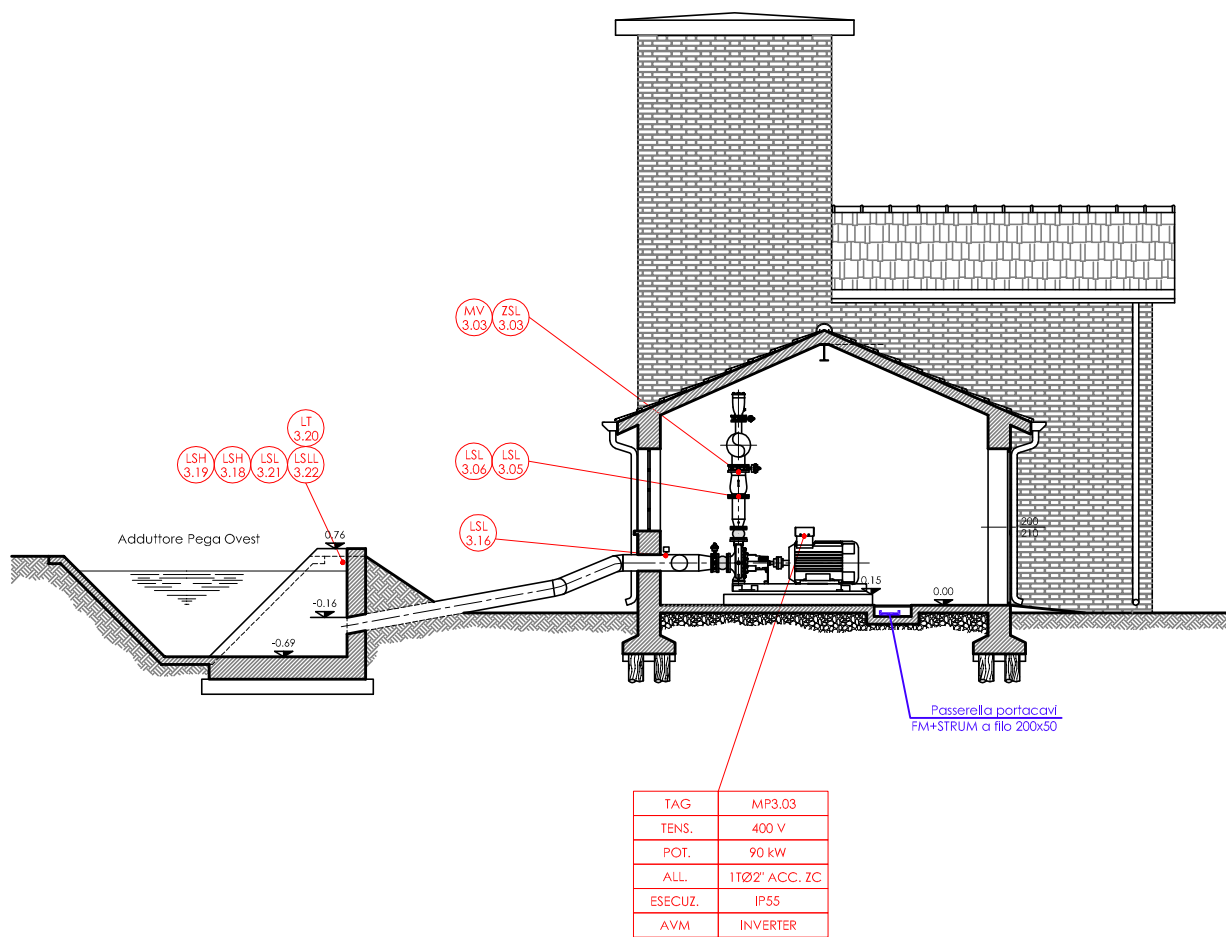 MV
3.03
ZSL
3.03
LT
3.20
LSH
3.19
LSH
3.18
LSL
3.21
LSLL
3.22
LSL
3.06
LSL
3.05
LSL
3.16
Adduttore Pega Ovest
0.76
-0.16
-0.69
200
210
0.15
0.00
Passerella portacavi
FM+STRUM a filo 200x50
TAG MP3.03
TENS. 400 V
POT. 90 kW
ALL. 1TØ2" ACC. ZC
ESECUZ. IP55
AVM INVERTER